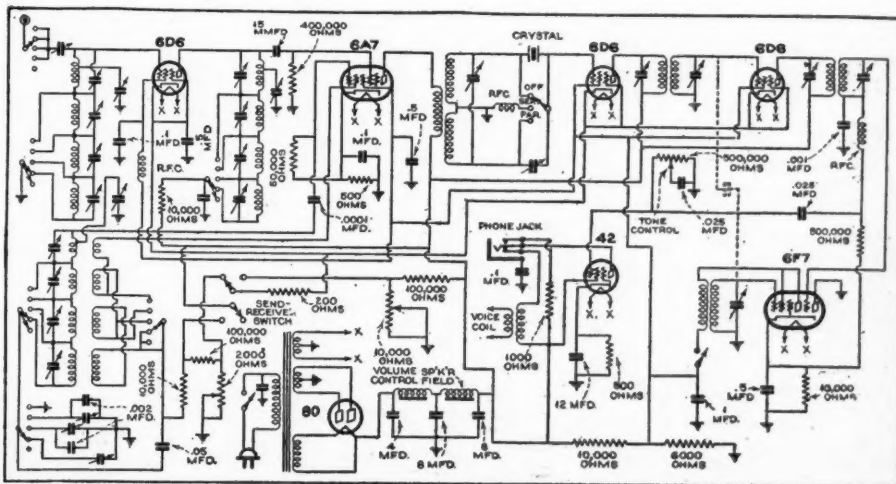 6D6
.15 MMFD
400,000 OHMS
6A7
CRYSTAL
6D6
6D6
R.F.C.
OFF
SER.
PAR.
.1 MFD
.5 MFD
.1 MFD.
.5 MFD
R.F.C.
10,000 OHMS
50,000 OHMS
500 OHMS
.0001 MFD.
500,000 OHMS
TONE CONTROL
.025 MFD
.001 MFD.
R.F.C.
.025 MFD
500,000 OHMS
PHONE JACK
.1 MFD.
42
6F7
SEND-RECEIVER SWITCH
200 OHMS
100,000 OHMS
100,000 OHMS
2000 OHMS
10,000 OHMS
10,000 OHMS
VOLUME CONTROL
SP'K'R FIELD
VOICE COIL
1000 OHMS
12 MFD.
500 OHMS
.002 MFD.
.05 MFD.
80
4 MFD.
8 MFD.
8 MFD.
10,000 OHMS
6000 OHMS
.5 MFD
.1 MFD.
10,000 OHMS
X
X
X
X
X
X
X
X
X
X
X
X
X
X